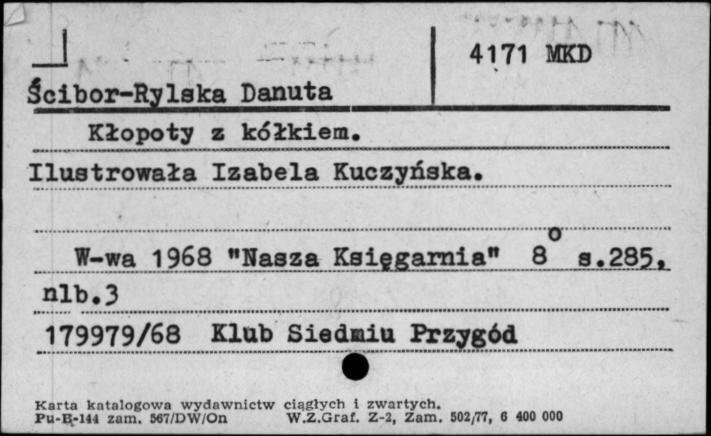 4171 MKD
Ścibor-Rylska Danuta
Kłopoty z kółkiem.
Ilustrowała Izabela Kuczyńska.
W-wa 1968 "Nasza Księgarnia" 8° s.285,
nlb.3
179979/68 Klub Siedmiu Przygód
Karta katalogowa wydawnictw ciągłych i zwartych.
Pu-B-144 zam. 567/DW/On W.Z.Graf. Z-2, Zam. 502/77, 6 400 000